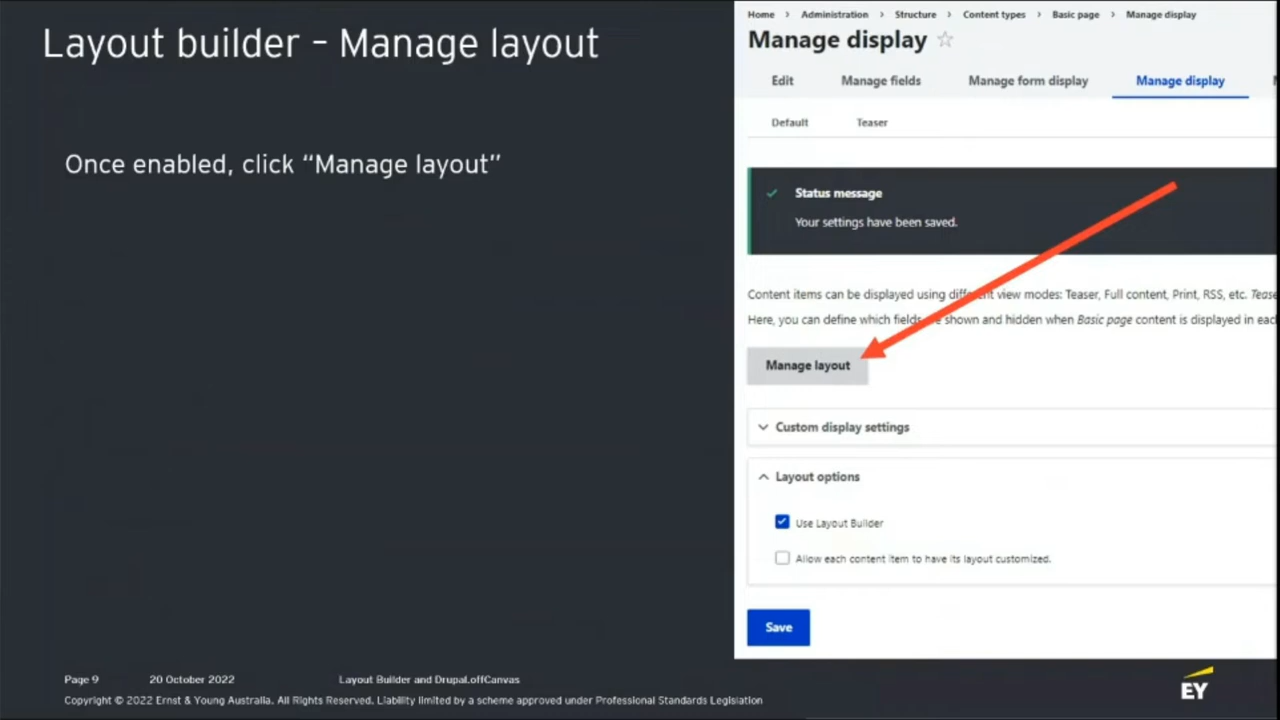 Layout builder – Manage layout
Once enabled, click “Manage layout”
Home > Administration > Structure > Content types > Basic page > Manage display
Manage display
Edit Manage fields Manage form display Manage display
Default Teaser
Status message
Your settings have been saved.
Content items can be displayed using different view modes: Teaser, Full content, Print, RSS, etc. Tease
Here, you can define which fields are shown and hidden when Basic page content is displayed in each
Manage layout
Custom display settings
Layout options
Use Layout Builder
Allow each content item to have its layout customized.
Save
Page 9 20 October 2022 Layout Builder and Drupal.offCanvas
Copyright © 2022 Ernst & Young Australia. All Rights Reserved. Liability limited by a scheme approved under Professional Standards Legislation
EY